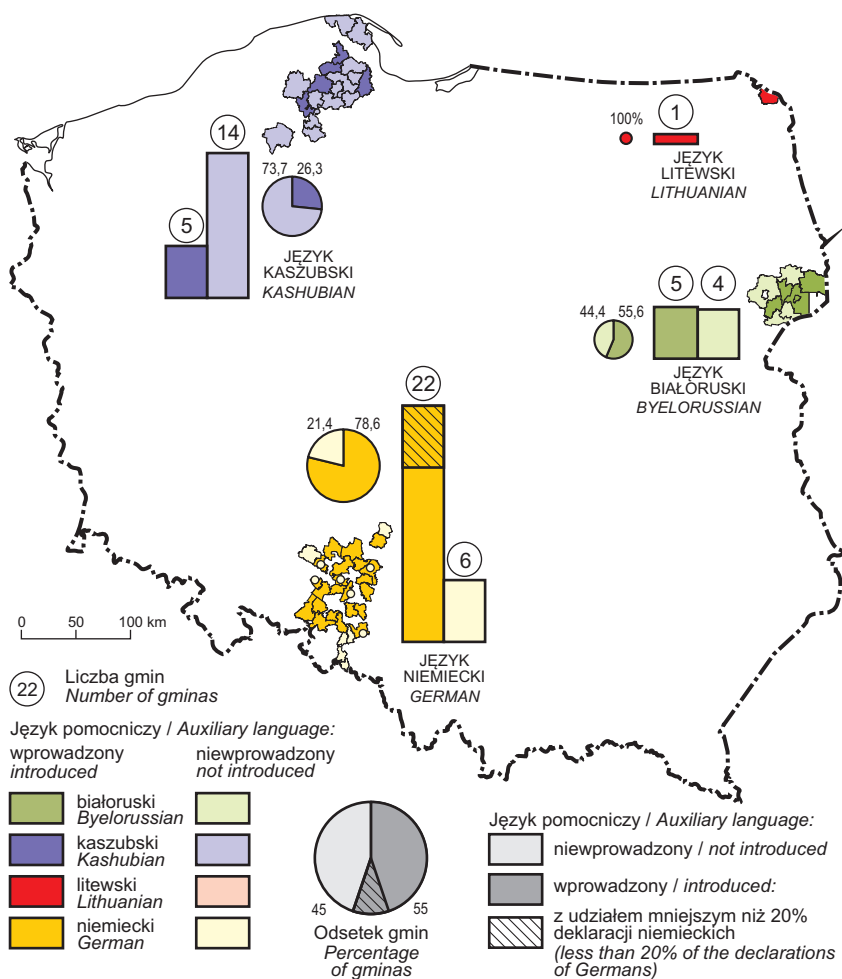 14
73,7 26,3
5
JĘZYK
KASZUBSKI
KASHUBIAN
100%
1
JĘZYK
LITEWSKI
LITHUANIAN
5
4
44,4 55,6
JĘZYK
BIAŁORUSKI
BYELORUSSIAN
22
21,4 78,6
6
JĘZYK
NIEMIECKI
GERMAN
0 50 100 km
22
Liczba gmin
Number of gminas
Język pomocniczy / Auxiliary language:
wprowadzony
introduced
niewprowadzony
not introduced
białoruski
Byelorussian
kaszubski
Kashubian
litewski
Lithuanian
niemiecki
German
45 55
Odsetek gmin
Percentage
of gminas
Język pomocniczy / Auxiliary language:
niewprowadzony / not introduced
wprowadzony / introduced:
z udziałem mniejszym niż 20%
deklaracji niemieckich
(less than 20% of the declarations
of Germans)